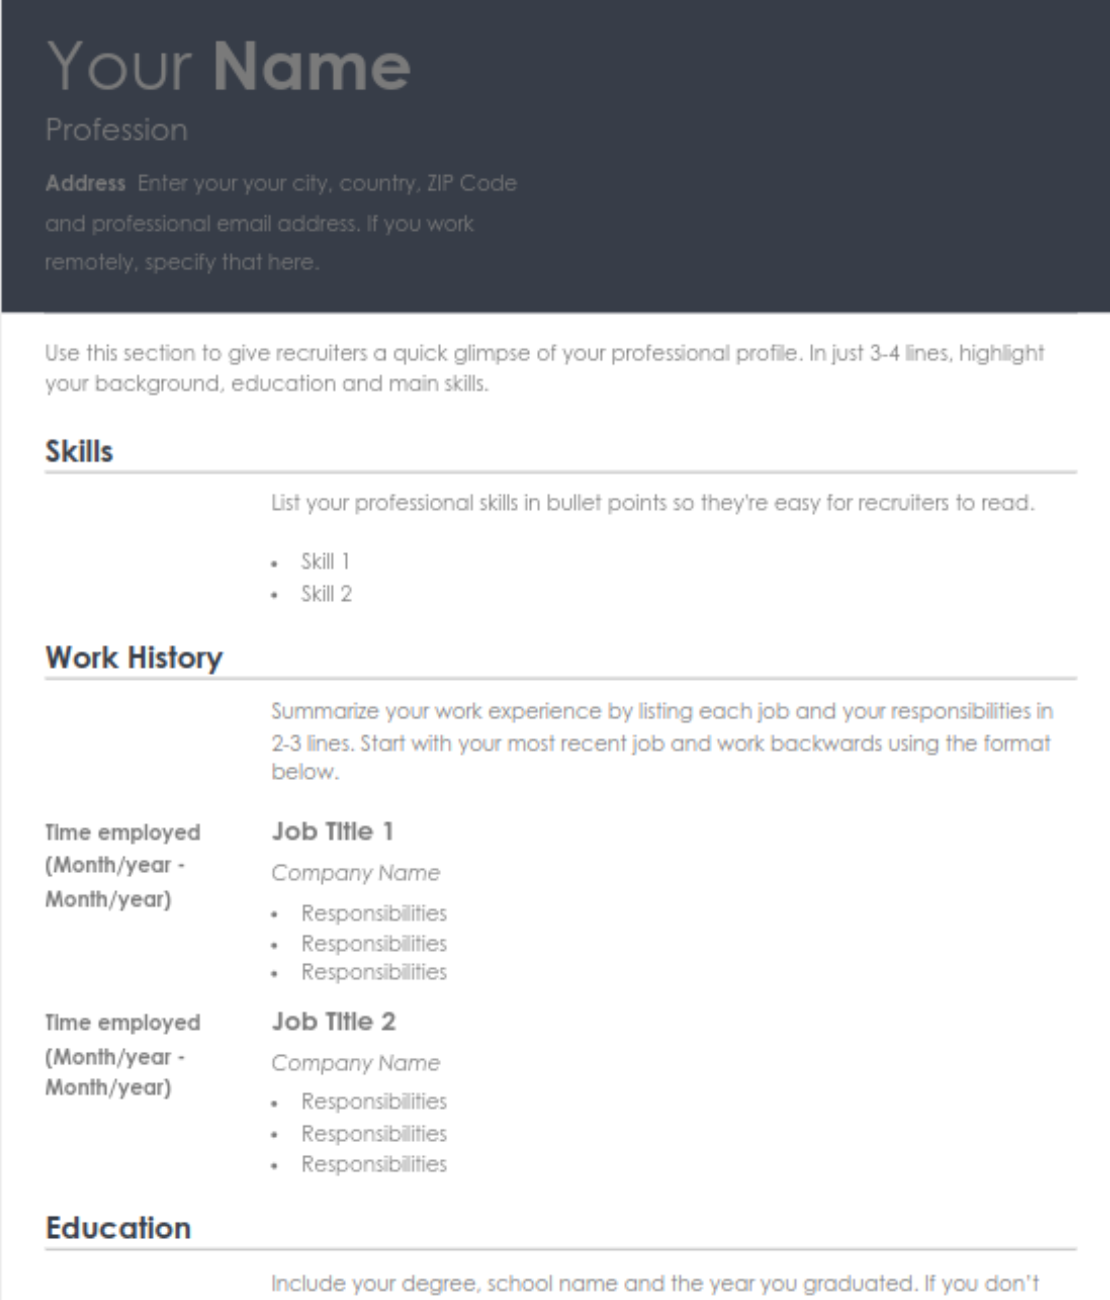 Your Name
Profession
Address Enter your your city, country, ZIP Code
and professional email address. If you work
remotely, specify that here.
Use this section to give recruiters a quick glimpse of your professional profile. In just 3-4 lines, highlight
your background, education and main skills.
Skills
List your professional skills in bullet points so they're easy for recruiters to read.
• Skill 1
• Skill 2
Work History
Summarize your work experience by listing each job and your responsibilities in
2-3 lines. Start with your most recent job and work backwards using the format
below.
Time employed
(Month/year -
Month/year)
Job Title 1
Company Name
• Responsibilities
• Responsibilities
• Responsibilities
Time employed
(Month/year -
Month/year)
Job Title 2
Company Name
• Responsibilities
• Responsibilities
• Responsibilities
Education
Include your degree, school name and the year you graduated. If you don't